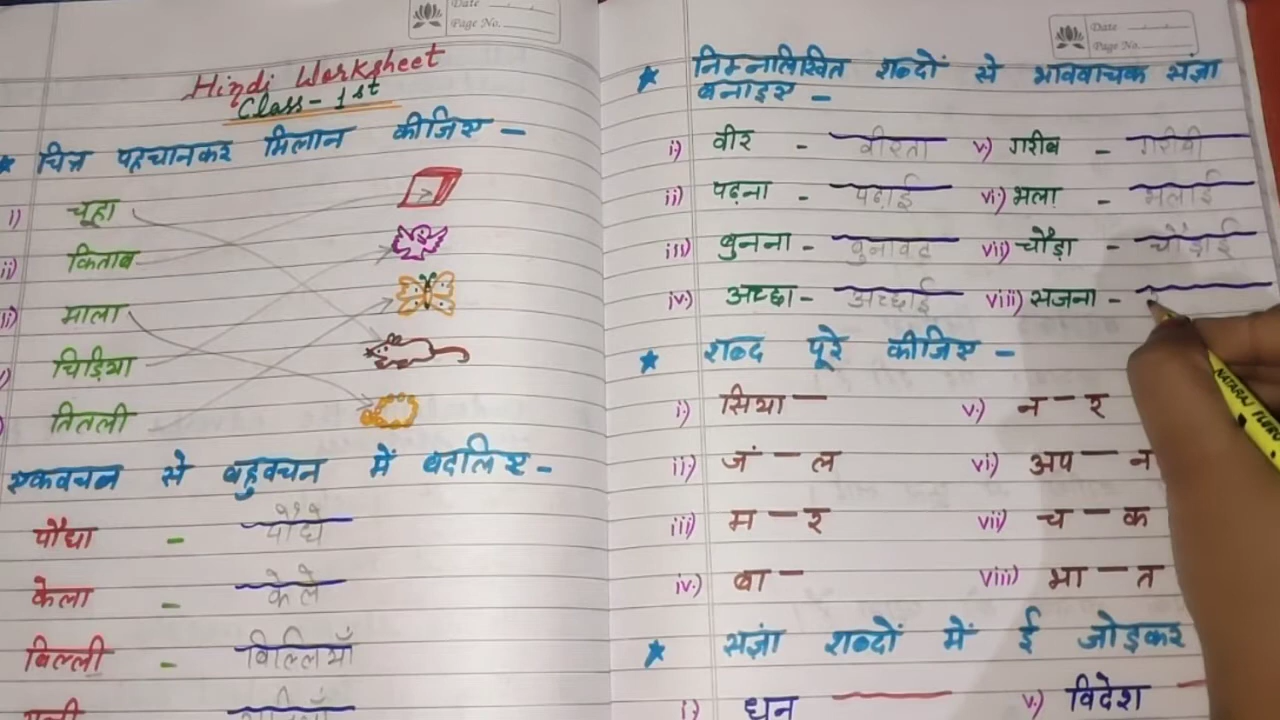 Date
Page No.
Hindi Worksheet
Class - 1st
चित्र पहचानकर मिलान कीजिए -
i) चूहा
ii) किताब
माला
चिड़िया
तितली
एकवचन से बहुवचन में बदलिए -
पौधा - पौधे
केला - केले
बिल्ली - बिल्लियाँ
Date
Page No.
निम्नलिखित शब्दों से भाववाचक संज्ञा
बनाइए -
i) वीर - वीरता v) गरीब - गरीबी
ii) पढ़ना - पढ़ाई vi) भला - भलाई
iii) बुनना - बुनावट vii) चौड़ा - चौड़ाई
iv) अच्छा - अच्छाई viii) सजना -
शब्द पूरे कीजिए -
i) सिया — v) न — र
ii) जं — ल vi) अप — न
iii) म — र vii) च — क
iv) बा — viii) भा — त
सज्ञां शब्दों में ई जोड़कर
i) धन v) विदेश
NATARAJ